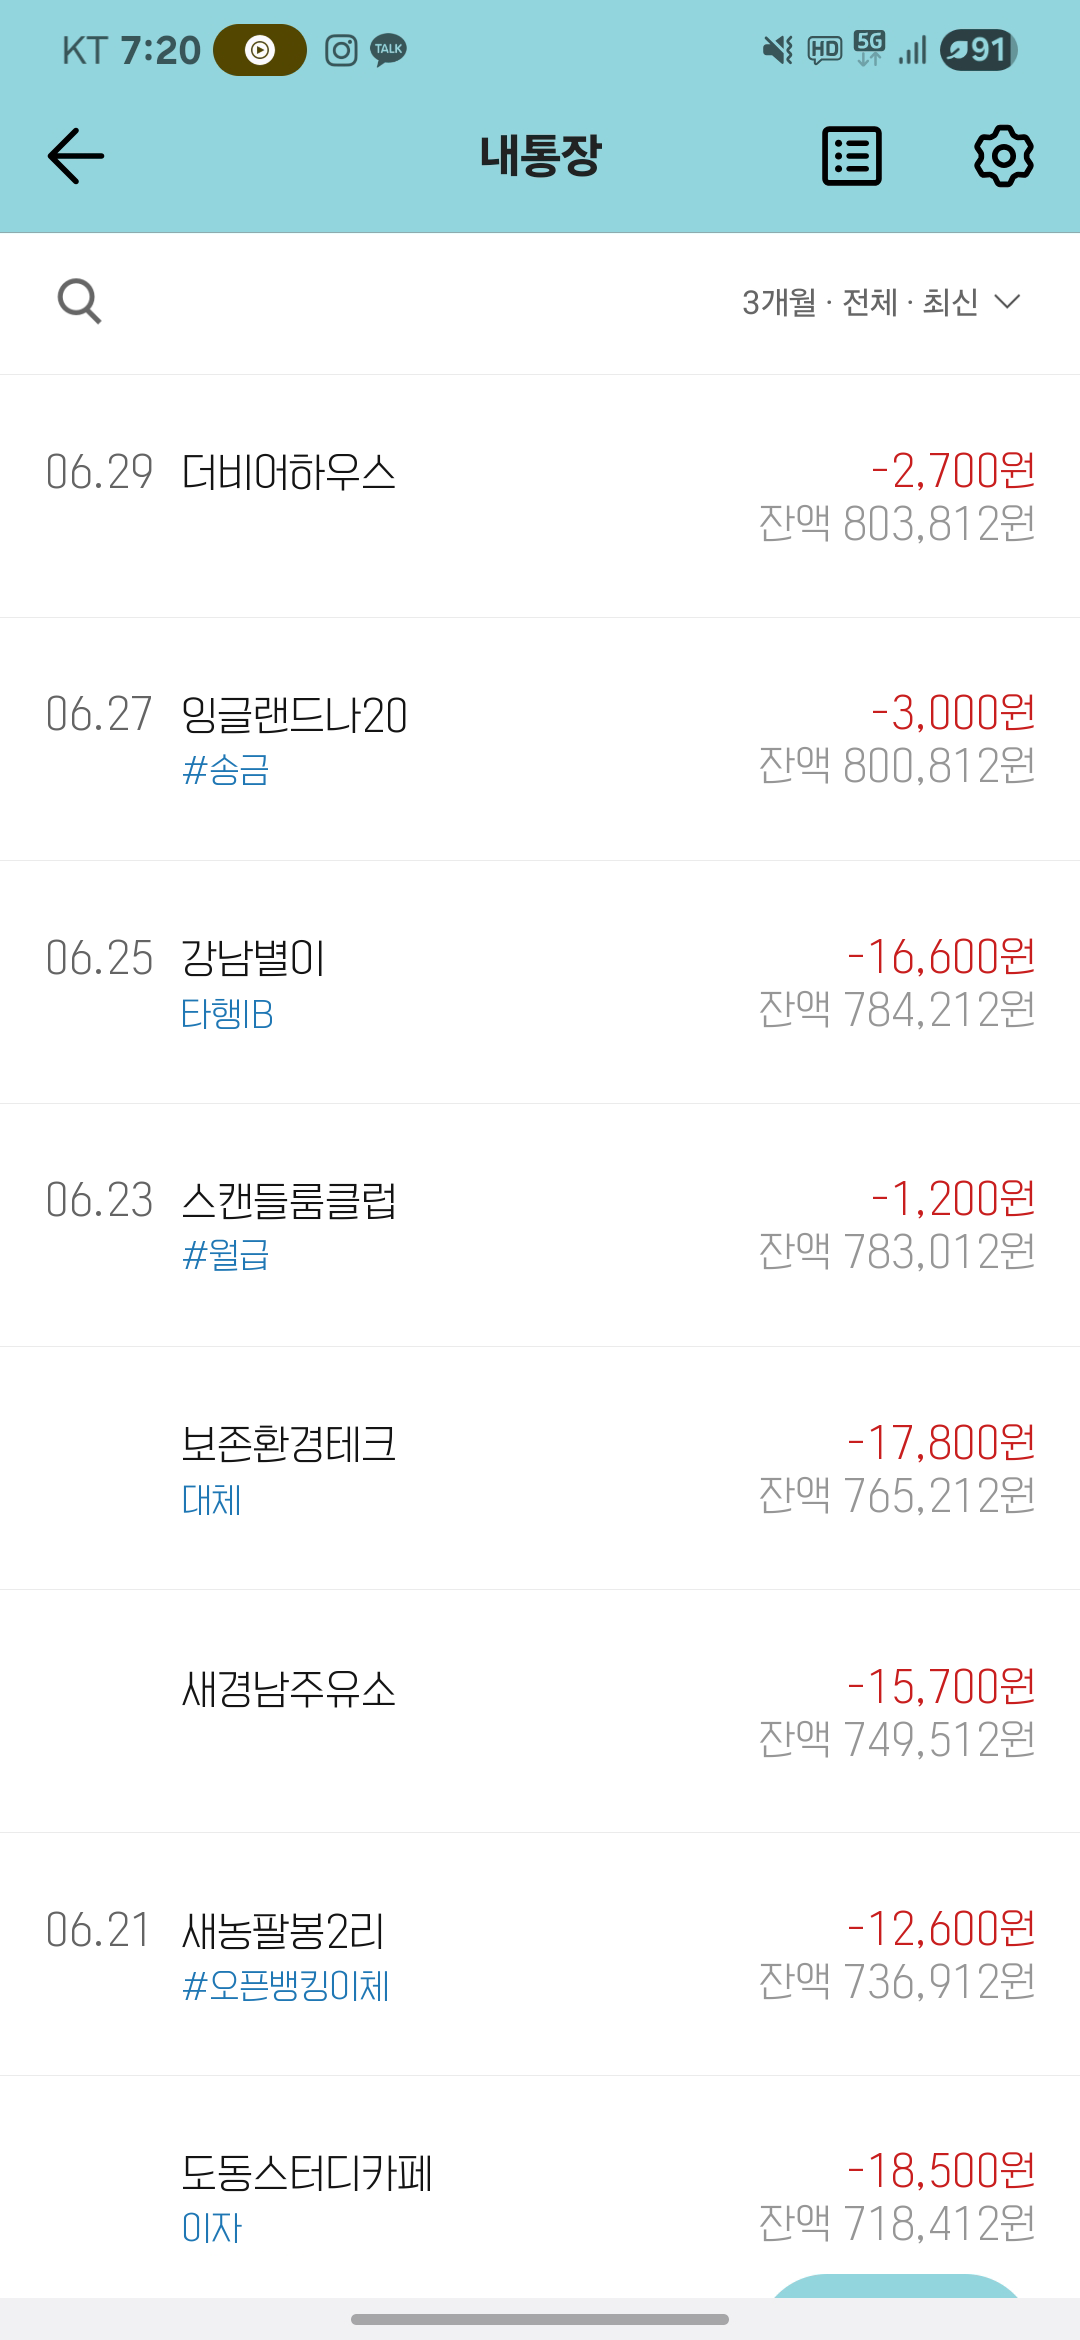 KT 7:20 TALK HD 5G 91
내통장
3개월 · 전체 · 최신
06.29 더비어하우스 -2,700원
잔액 803,812원
06.27 잉글랜드나20 -3,000원
#송금 잔액 800,812원
06.25 강남별이 -16,600원
타행IB 잔액 784,212원
06.23 스캔들룸클럽 -1,200원
#월급 잔액 783,012원
보존환경테크 -17,800원
대체 잔액 765,212원
새경남주유소 -15,700원
잔액 749,512원
06.21 새농팔봉2리 -12,600원
#오픈뱅킹이체 잔액 736,912원
도동스터디카페 -18,500원
이자 잔액 718,412원